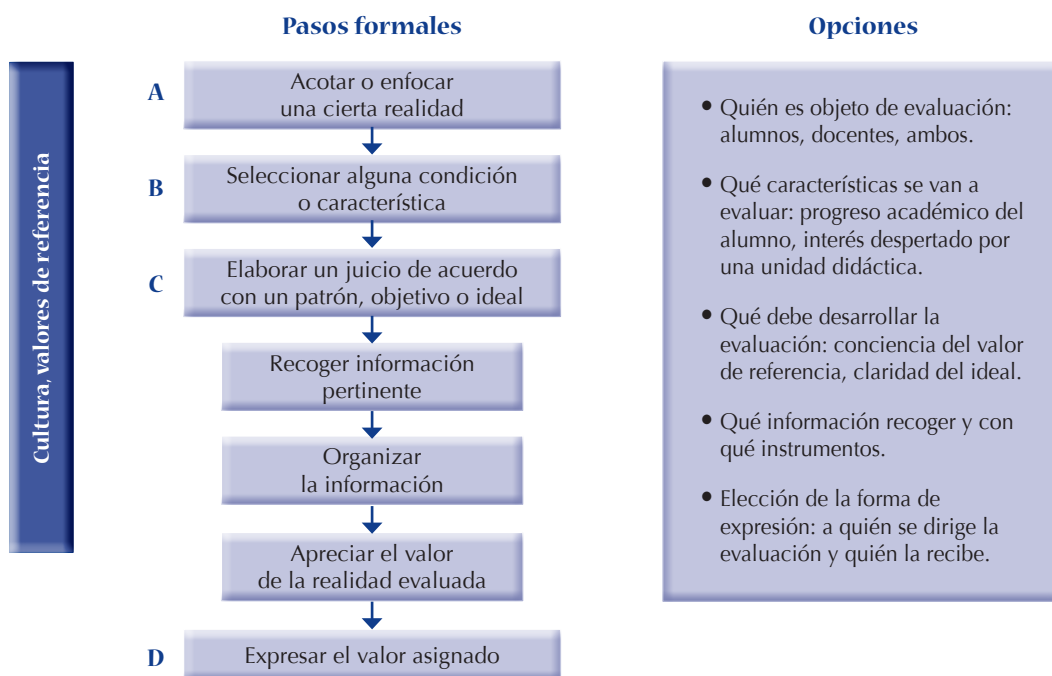 Pasos formales
Opciones
Cultura, valores de referencia
A
Acotar o enfocar
una cierta realidad
B
Seleccionar alguna condición
o característica
C
Elaborar un juicio de acuerdo
con un patrón, objetivo o ideal
Recoger información
pertinente
Organizar
la información
Apreciar el valor
de la realidad evaluada
D
Expresar el valor asignado
• Quién es objeto de evaluación:
alumnos, docentes, ambos.
• Qué características se van a
evaluar: progreso académico del
alumno, interés despertado por
una unidad didáctica.
• Qué debe desarrollar la
evaluación: conciencia del valor
de referencia, claridad del ideal.
• Qué información recoger y con
qué instrumentos.
• Elección de la forma de
expresión: a quién se dirige la
evaluación y quién la recibe.